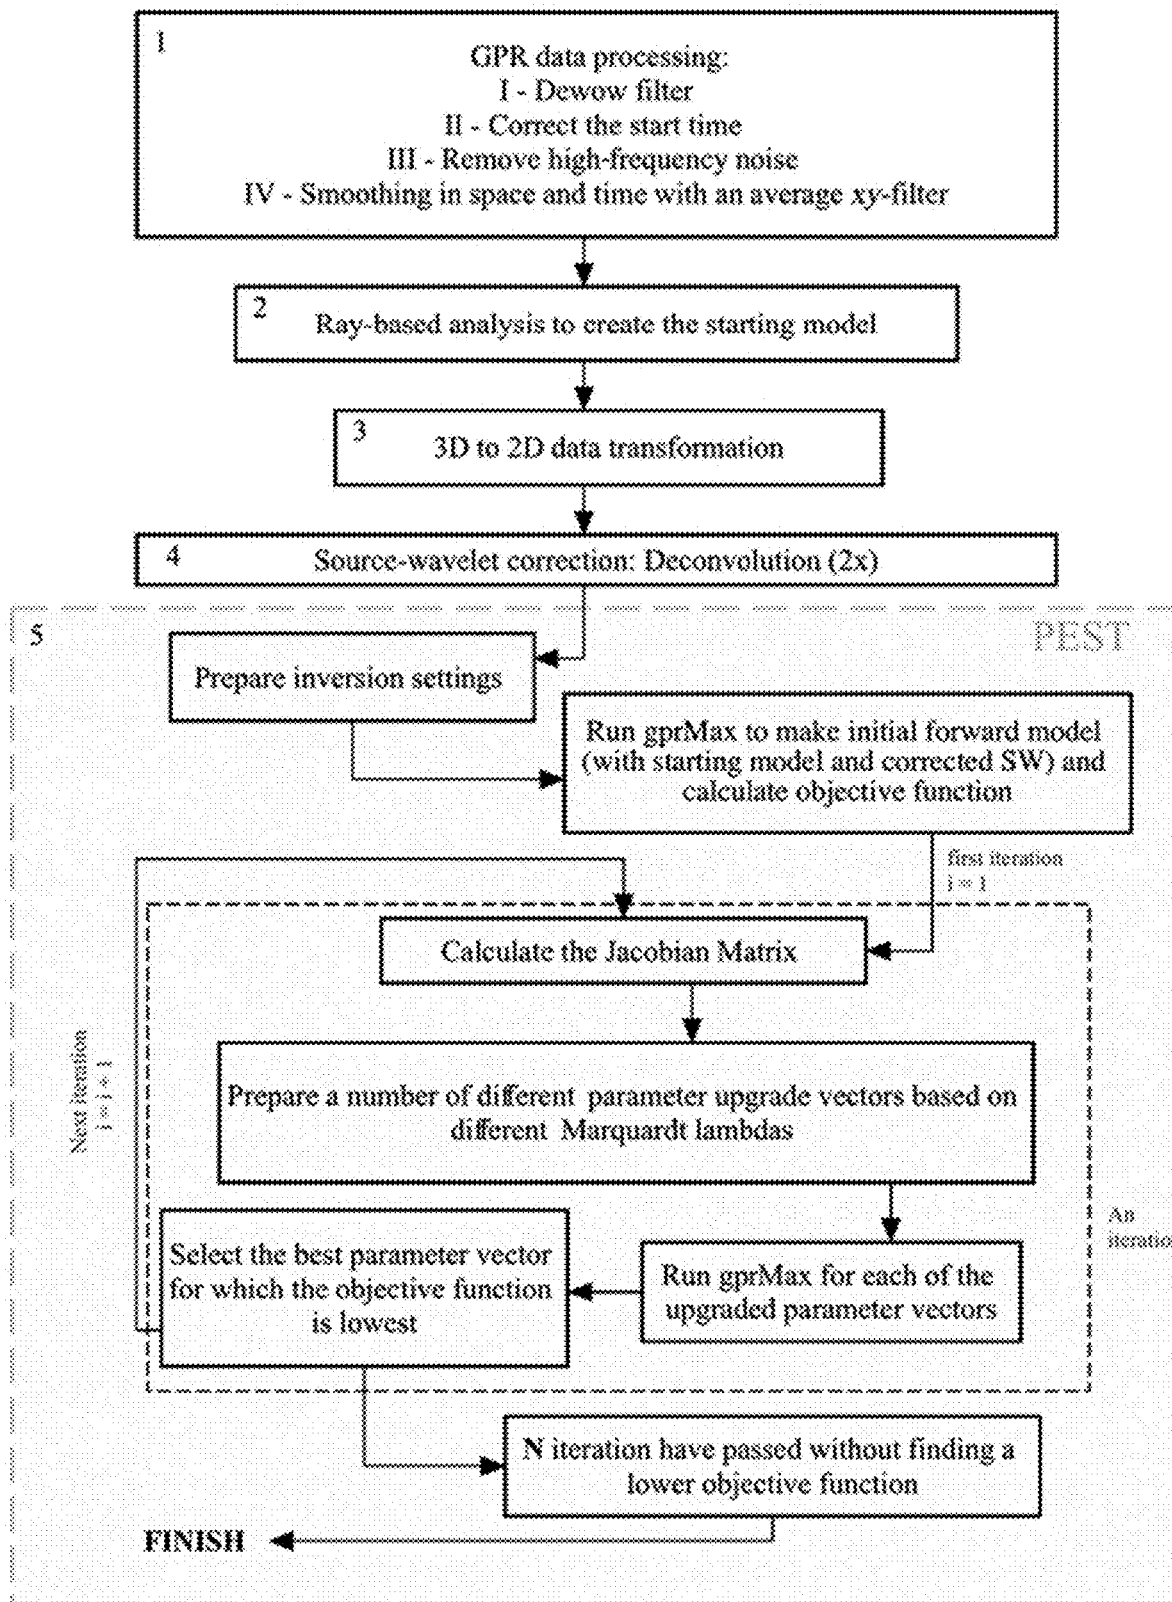 1
GPR data processing:
I - Dewow filter
II - Correct the start time
III - Remove high-frequency noise
IV - Smoothing in space and time with an average xy-filter
2
Ray-based analysis to create the starting model
3
3D to 2D data transformation
4
Source-wavelet correction: Deconvolution (2x)
5
PEST
Prepare inversion settings
Run gprMax to make initial forward model
(with starting model and corrected SW) and
calculate objective function
first iteration
i = 1
Calculate the Jacobian Matrix
Next iteration
i = i + 1
Prepare a number of different parameter upgrade vectors based on
different Marquardt lambdas
An
iteration
Select the best parameter vector
for which the objective function
is lowest
Run gprMax for each of the
upgraded parameter vectors
N iteration have passed without finding a
lower objective function
FINISH